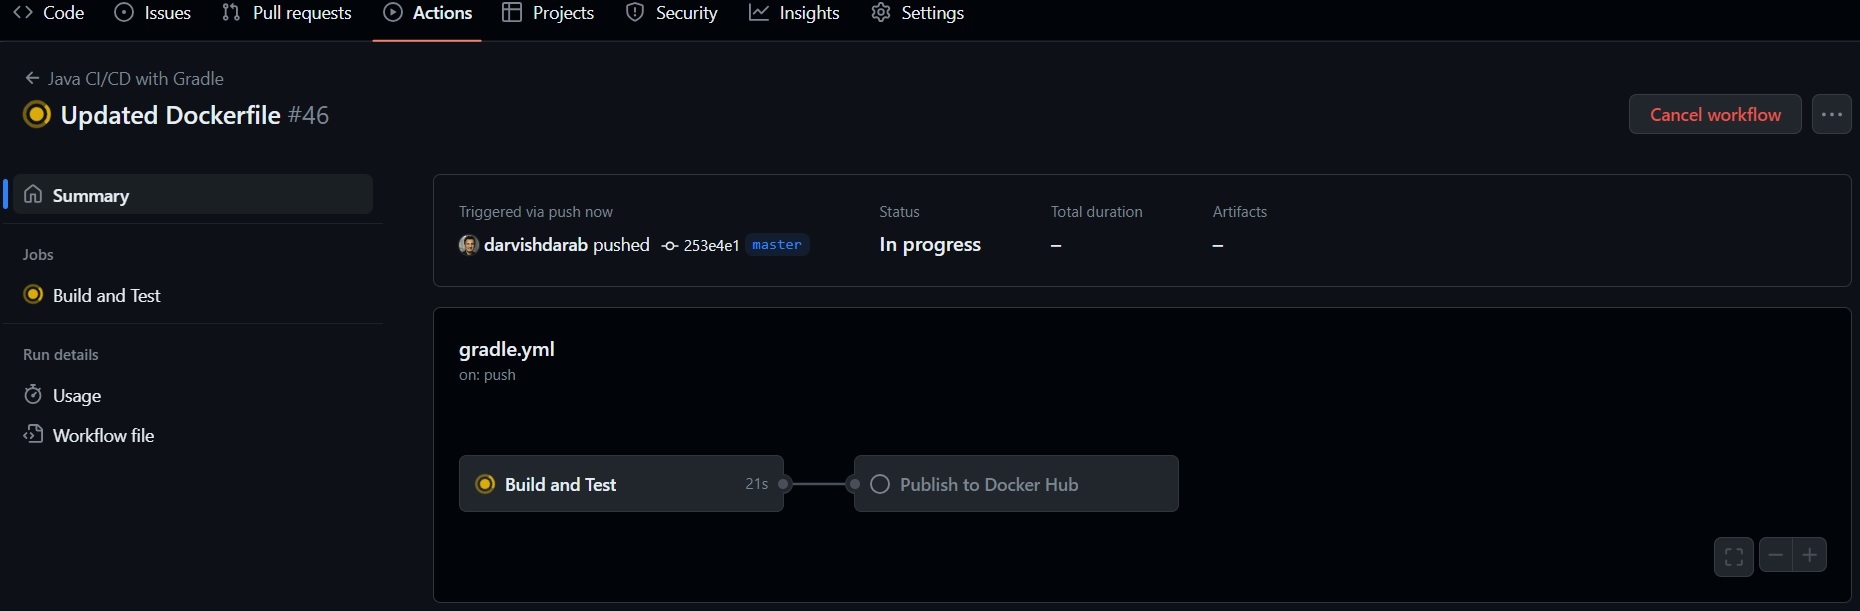 Code Issues Pull requests Actions Projects Security Insights Settings
Java CI/CD with Gradle
Updated Dockerfile #46
Cancel workflow
Summary
Jobs
Build and Test
Run details
Usage
Workflow file
Triggered via push now
darvishdarab pushed 253e4e1 master
Status
In progress
Total duration
–
Artifacts
–
gradle.yml
on: push
Build and Test 21s
Publish to Docker Hub